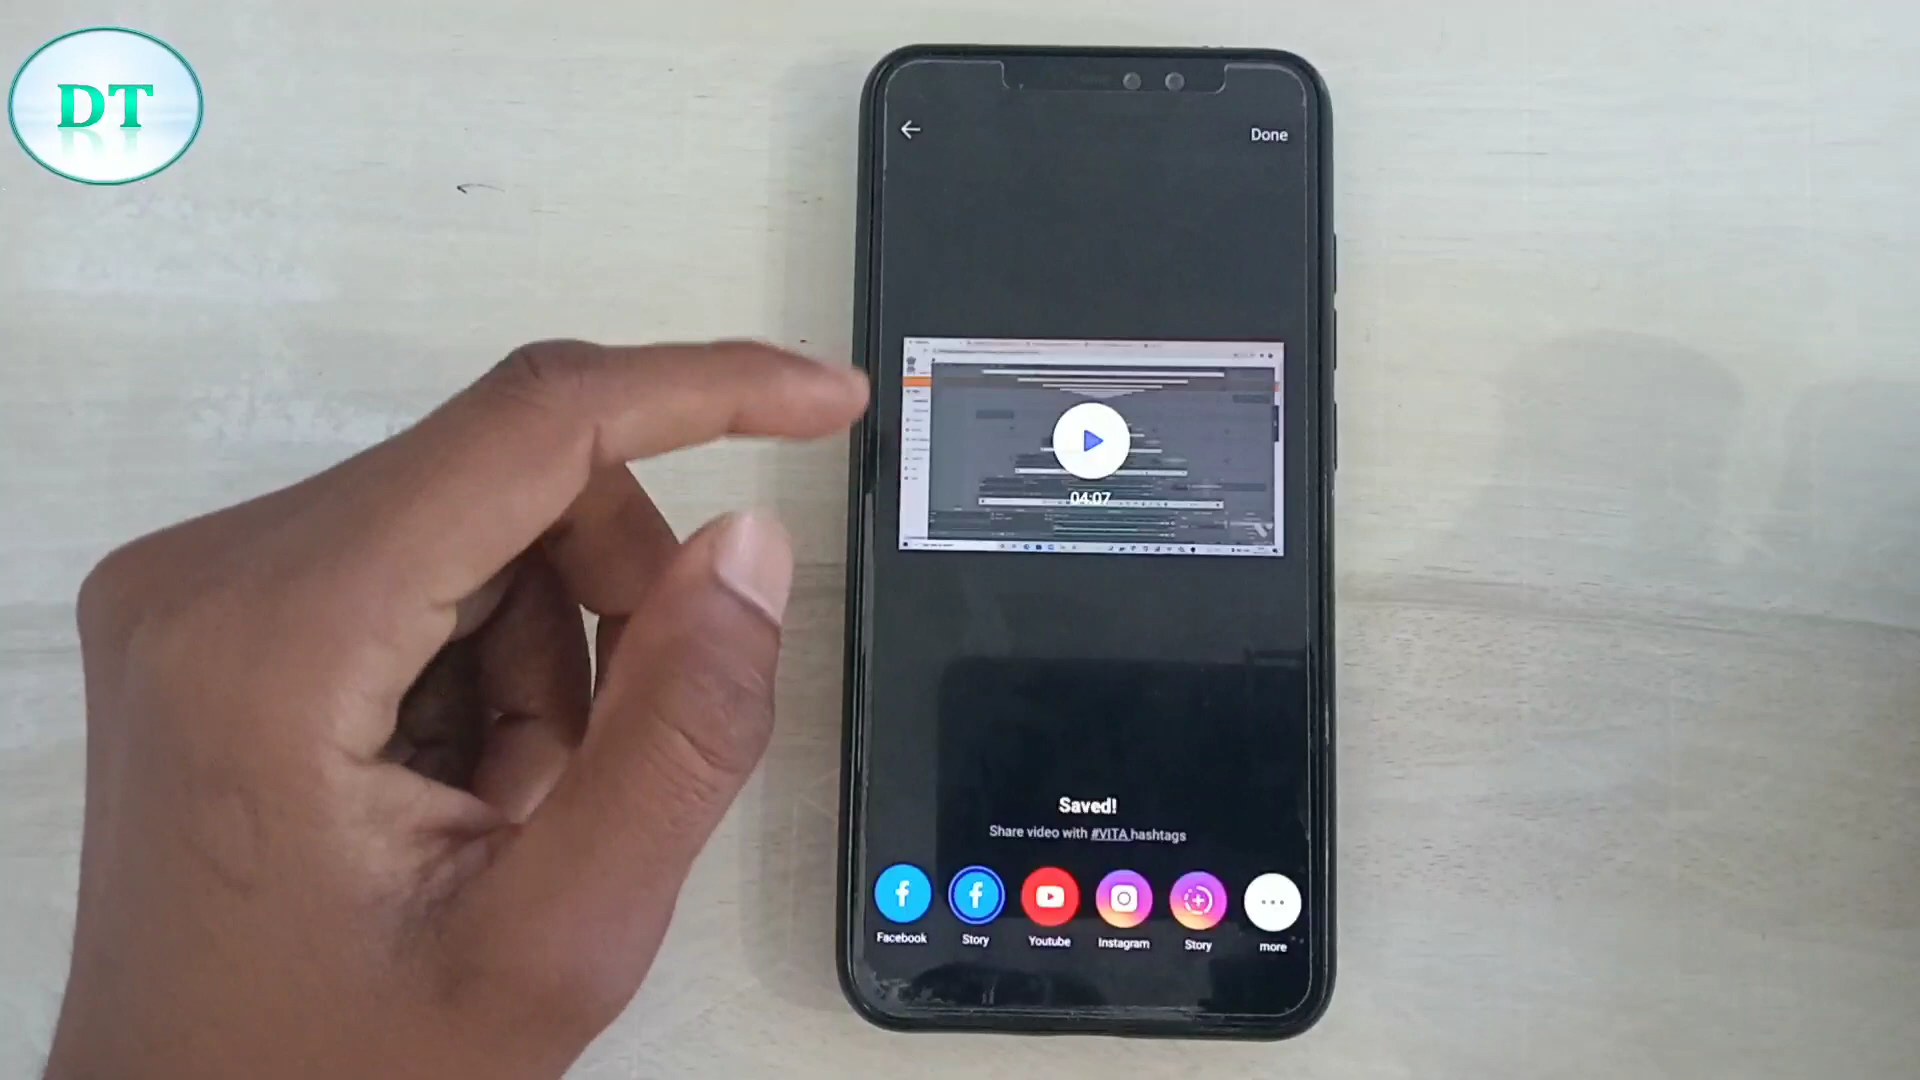 DT
Done
04:07
Saved!
Share video with #VITA hashtags
Facebook
Story
Youtube
Instagram
Story
more